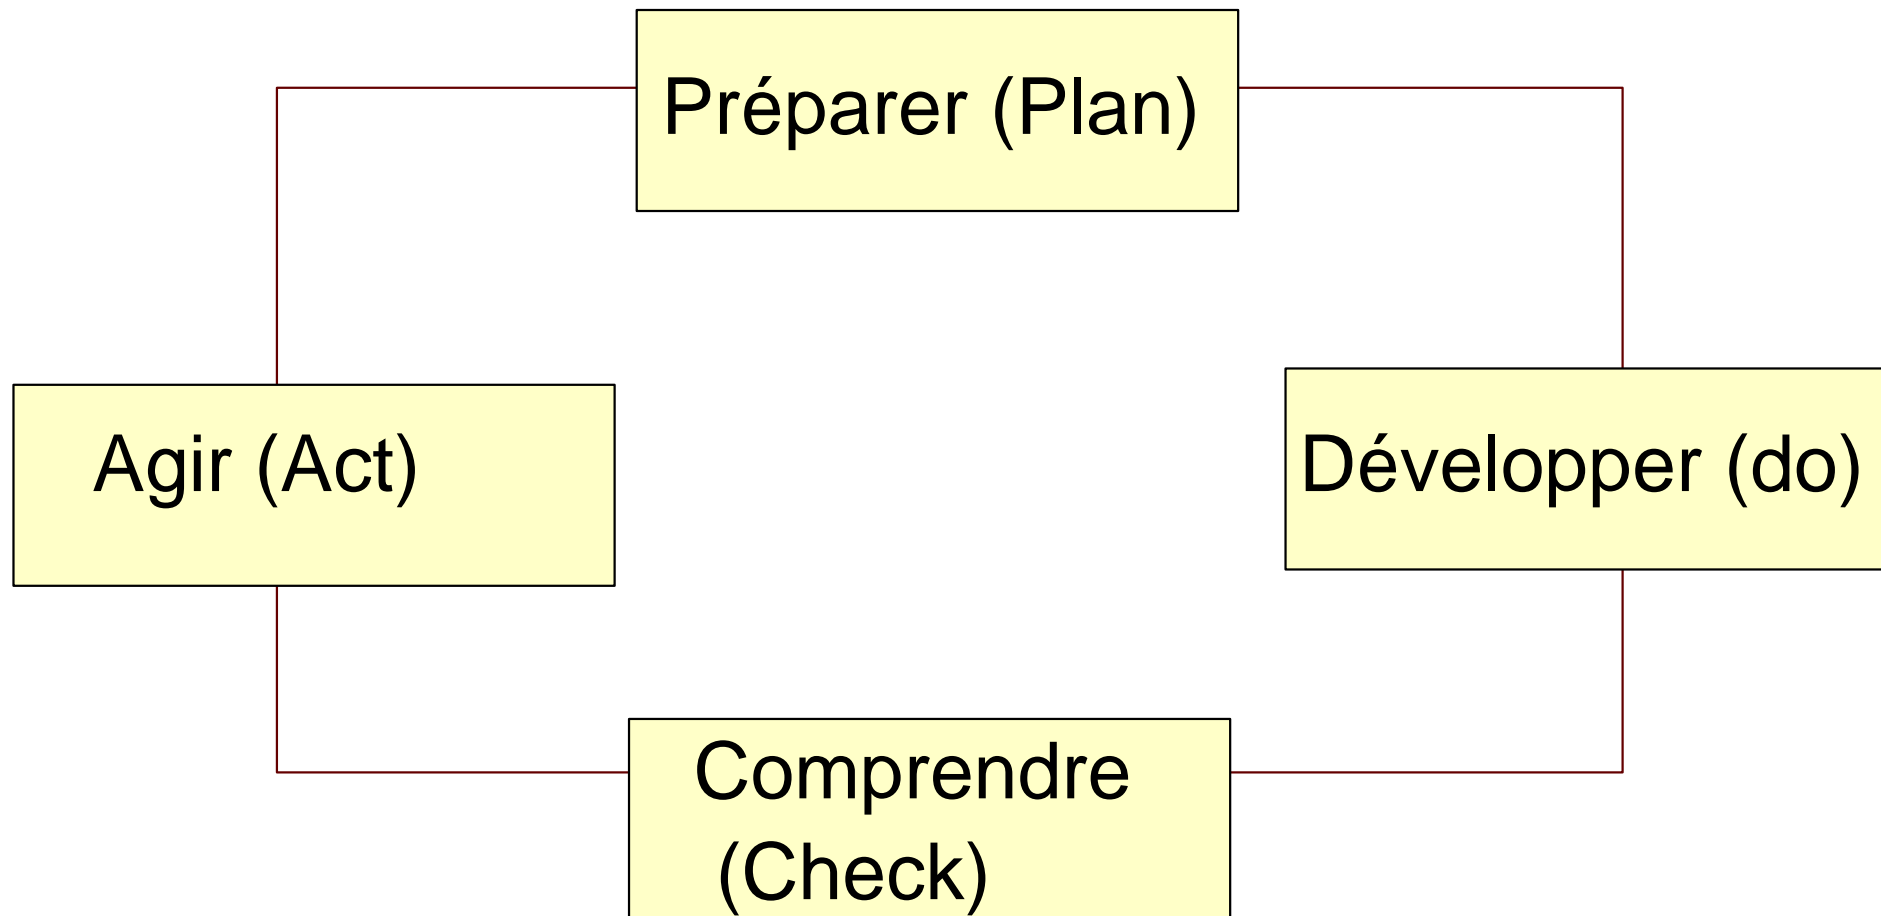 Préparer (Plan)
Agir (Act)
Développer (do)
Comprendre
(Check)